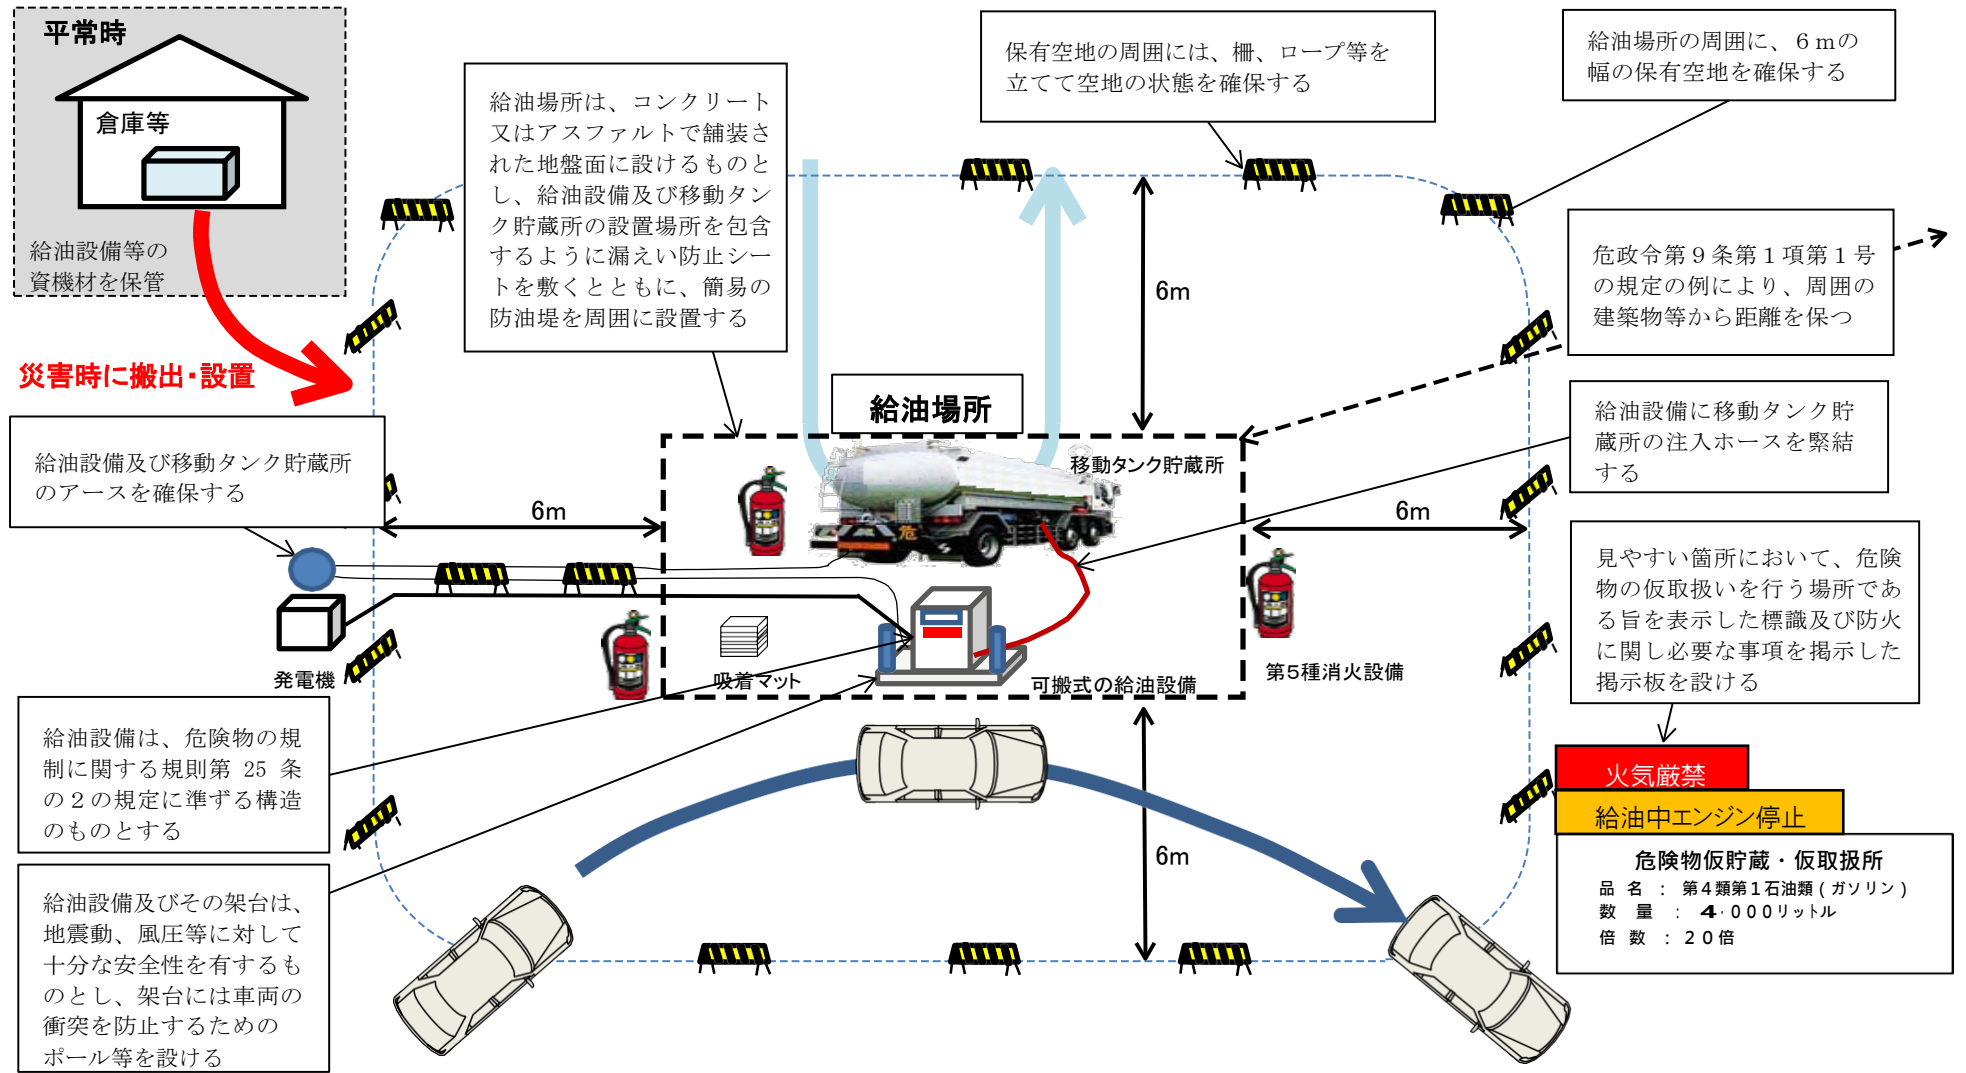 平常時
倉庫等
給油設備等の
資機材を保管
災害時に搬出・設置
給油場所は、コンクリート
又はアスファルトで舗装さ
れた地盤面に設けるものと
し、給油設備及び移動タン
ク貯蔵所の設置場所を包含
するように漏えい防止シー
トを敷くとともに、簡易の
防油堤を周囲に設置する
保有空地の周囲には、柵、ロープ等を
立てて空地の状態を確保する
給油場所の周囲に、6mの
幅の保有空地を確保する
危政令第9条第1項第1号
の規定の例により、周囲の
建築物等から距離を保つ
6m
給油場所
給油設備に移動タンク貯
蔵所の注入ホースを緊結
する
給油設備及び移動タンク貯蔵所
のアースを確保する
移動タンク貯蔵所
危
6m
6m
見やすい箇所において、危険
物の仮取扱いを行う場所であ
る旨を表示した標識及び防火
に関し必要な事項を掲示した
掲示板を設ける
発電機
吸着マット
可搬式の給油設備
第5種消火設備
給油設備は、危険物の規
制に関する規則第 25 条
の2の規定に準ずる構造
のものとする
6m
火気厳禁
給油中エンジン停止
危険物仮貯蔵・仮取扱所
品 名 : 第4類第1石油類(ガソリン)
数 量 : 4,000リットル
倍 数 : 20倍
給油設備及びその架台は、
地震動、風圧等に対して
十分な安全性を有するも
のとし、架台には車両の
衝突を防止するための
ポール等を設ける